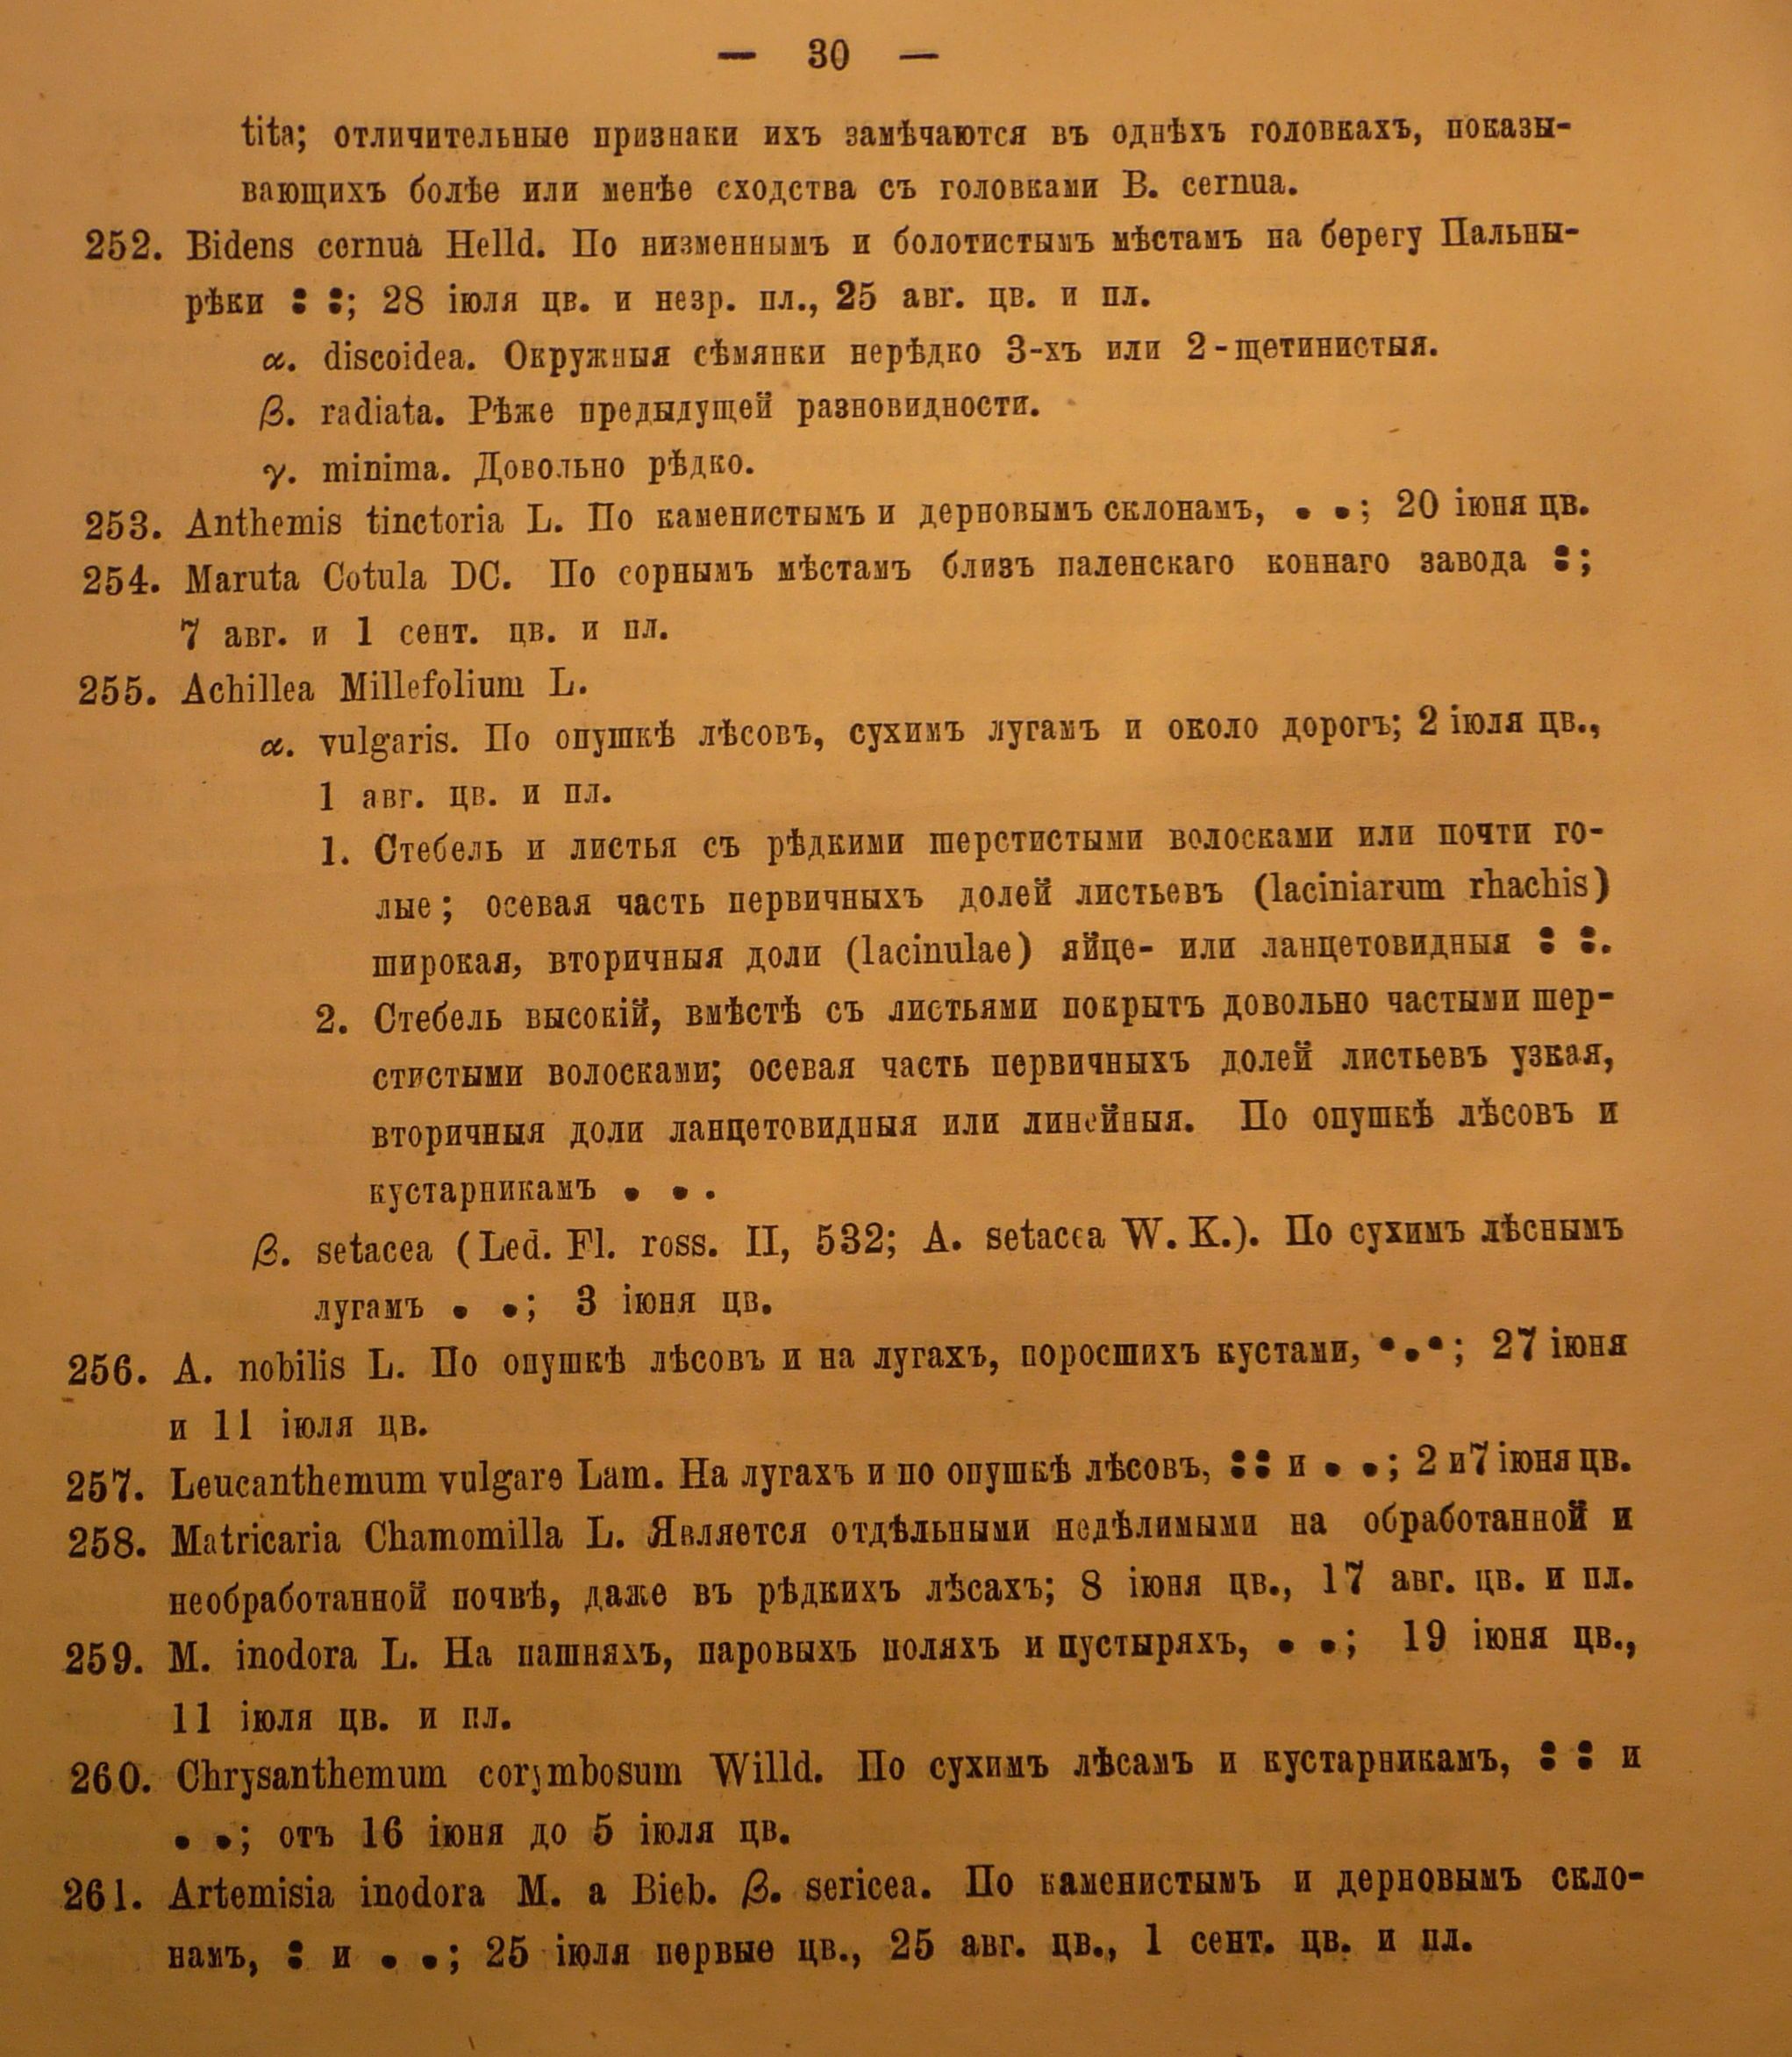 — 30 —
tita; отличительные признаки ихъ замѣчаются въ однѣхъ головкахъ, показы-
вающихъ болѣе или менѣе сходства съ головками B. cernua.
252. Bidens cernua Helld. По низменнымъ и болотистымъ мѣстамъ на берегу Пальны-
рѣки : :; 28 іюля цв. и незр. пл., 25 авг. цв. и пл.
α. discoidea. Окружныя сѣмянки нерѣдко 3-хъ или 2-щетинистыя.
β. radiata. Рѣже предыдущей разновидности.
γ. minima. Довольно рѣдко.
253. Anthemis tinctoria L. По каменистымъ и дерновымъ склонамъ, • •; 20 іюня цв.
254. Maruta Cotula DC. По сорнымъ мѣстамъ близъ паленскаго коннаго завода :;
7 авг. и 1 сент. цв. и пл.
255. Achillea Millefolium L.
α. vulgaris. По опушкѣ лѣсовъ, сухимъ лугамъ и около дорогъ; 2 іюля цв.,
1 авг. цв. и пл.
1. Стебель и листья съ рѣдкими шерстистыми волосками или почти го-
лые; осевая часть первичныхъ долей листьевъ (laciniarum rhachis)
широкая, вторичныя доли (lacinulae) яйце- или ланцетовидныя : :.
2. Стебель высокій, вмѣстѣ съ листьями покрытъ довольно частыми шер-
стистыми волосками; осевая часть первичныхъ долей листьевъ узкая,
вторичныя доли ланцетовидныя или линейныя. По опушкѣ лѣсовъ и
кустарникамъ • • .
β. setacea (Led. Fl. ross. II, 532; A. setacea W. K.). По сухимъ лѣснымъ
лугамъ • •; 3 іюня цв.
256. A. nobilis L. По опушкѣ лѣсовъ и на лугахъ, поросшихъ кустами, •.•; 27 іюня
и 11 іюля цв.
257. Leucanthemum vulgare Lam. На лугахъ и по опушкѣ лѣсовъ, : : и • •; 2 и 7 іюня цв.
258. Matricaria Chamomilla L. Является отдѣльными недѣлимыми на обработанной и
необработанной почвѣ, даже въ рѣдкихъ лѣсахъ; 8 іюня цв., 17 авг. цв. и пл.
259. M. inodora L. На пашняхъ, паровыхъ поляхъ и пустыряхъ, • •; 19 іюня цв.,
11 іюля цв. и пл.
260. Chrysanthemum corymbosum Willd. По сухимъ лѣсамъ и кустарникамъ, : : и
• •; отъ 16 іюня до 5 іюля цв.
261. Artemisia inodora M. a Bieb. β. sericea. По каменистымъ и дерновымъ скло-
намъ, : и • •; 25 іюля первые цв., 25 авг. цв., 1 сент. цв. и пл.